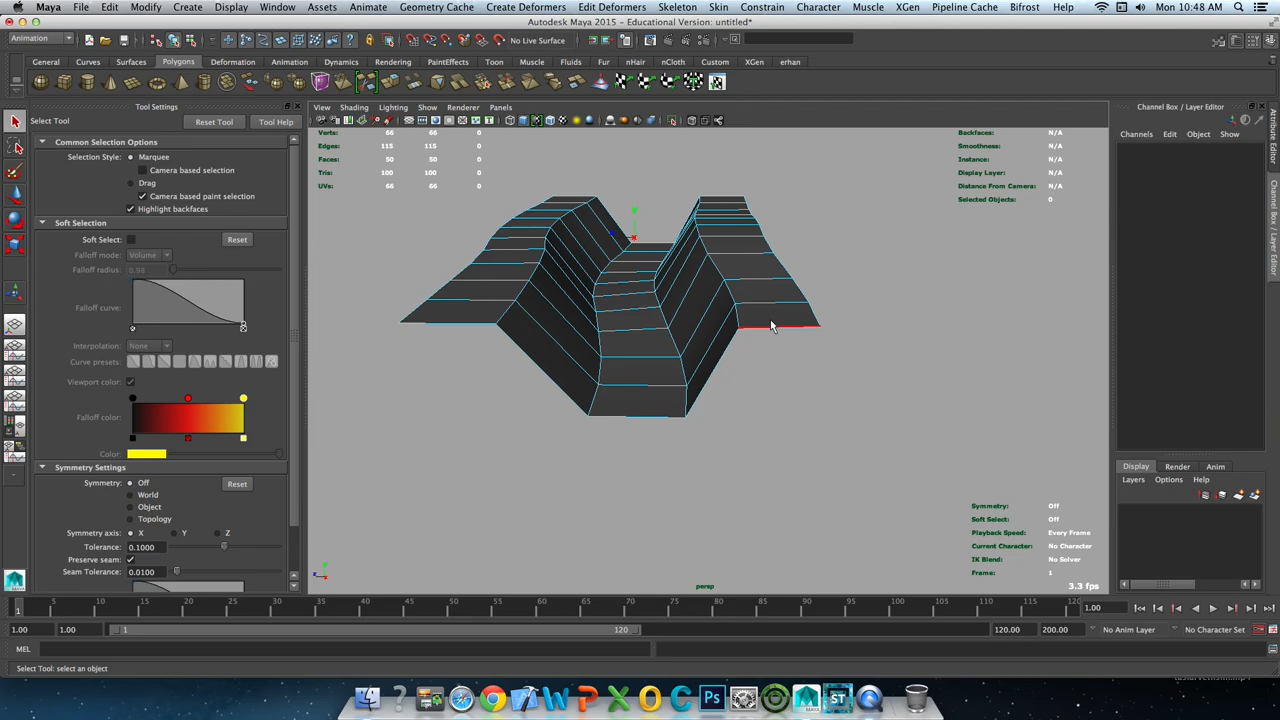 Maya File Edit Modify Create Display Window Assets Animate Polygons Create Deformers Edit Deformers Skeleton Skin Constraint Character Muscle XGen Pipeline Cache Bifrost Help Mon 10:48 AM
Autodesk Maya 2015 - Educational Version: untitled*
Animation No Live Surface
General Curves Surfaces Polygons Deformation Animation Dynamics Rendering PaintEffects Toon Muscle Fluids Fur nHair nCloth Custom XGen erhan
Tool Settings
View Shading Lighting Show Renderer Panels
Channel Box / Layer Editor
Select Tool Reset Tool Tool Help
Channels Edit Object Show
Common Selection Options
Selection Style: Marquee
Camera based selection
Drag
Camera based paint selection
Highlight backfaces
Soft Selection
Soft Select: Reset
Falloff mode: Volume
Falloff radius: 0.98
Falloff curve:
Interpolation: None
Curve presets:
Viewport color:
Falloff color:
Color:
Symmetry Settings
Symmetry: Off Reset
World
Object
Topology
Symmetry axis: X Y Z
Tolerance: 0.1000
Preserve seam:
Seam Tolerance: 0.0100
Verts: 66 66 0
Edges: 115 115 0
Faces: 50 50 0
Tris: 100 100 0
UVs: 66 66 0
Backfaces: N/A
Smoothness: N/A
Instance: N/A
Display Layer: N/A
Distance From Camera: N/A
Selected Objects: 0
Symmetry: Off
Soft Select: Off
Playback Speed: Every Frame
Current Character: No Character
IK Blend: No Solver
Frame: 1
persp
3.3 fps
Attribute Editor
Channel Box / Layer Editor
Display Render Anim
Layers Options Help
1 5 10 15 20 25 30 35 40 45 50 55 60 65 70 75 80 85 90 95 100 105 110 115 120 1.00
1.00 1.00 1 120 120.00 200.00 No Anim Layer No Character Set
MEL
Select Tool: select an object